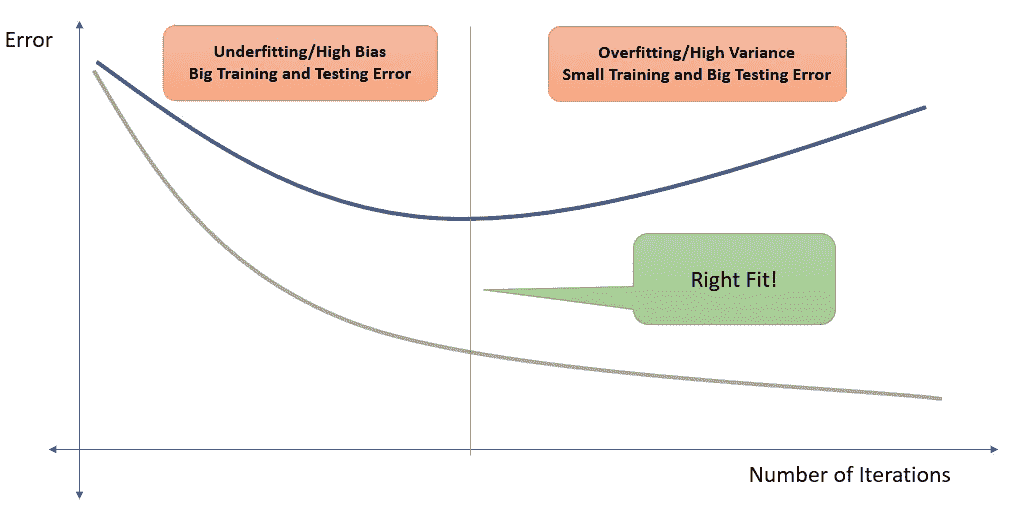 Error
Underfitting/High Bias
Big Training and Testing Error
Overfitting/High Variance
Small Training and Big Testing Error
Right Fit!
Number of Iterations